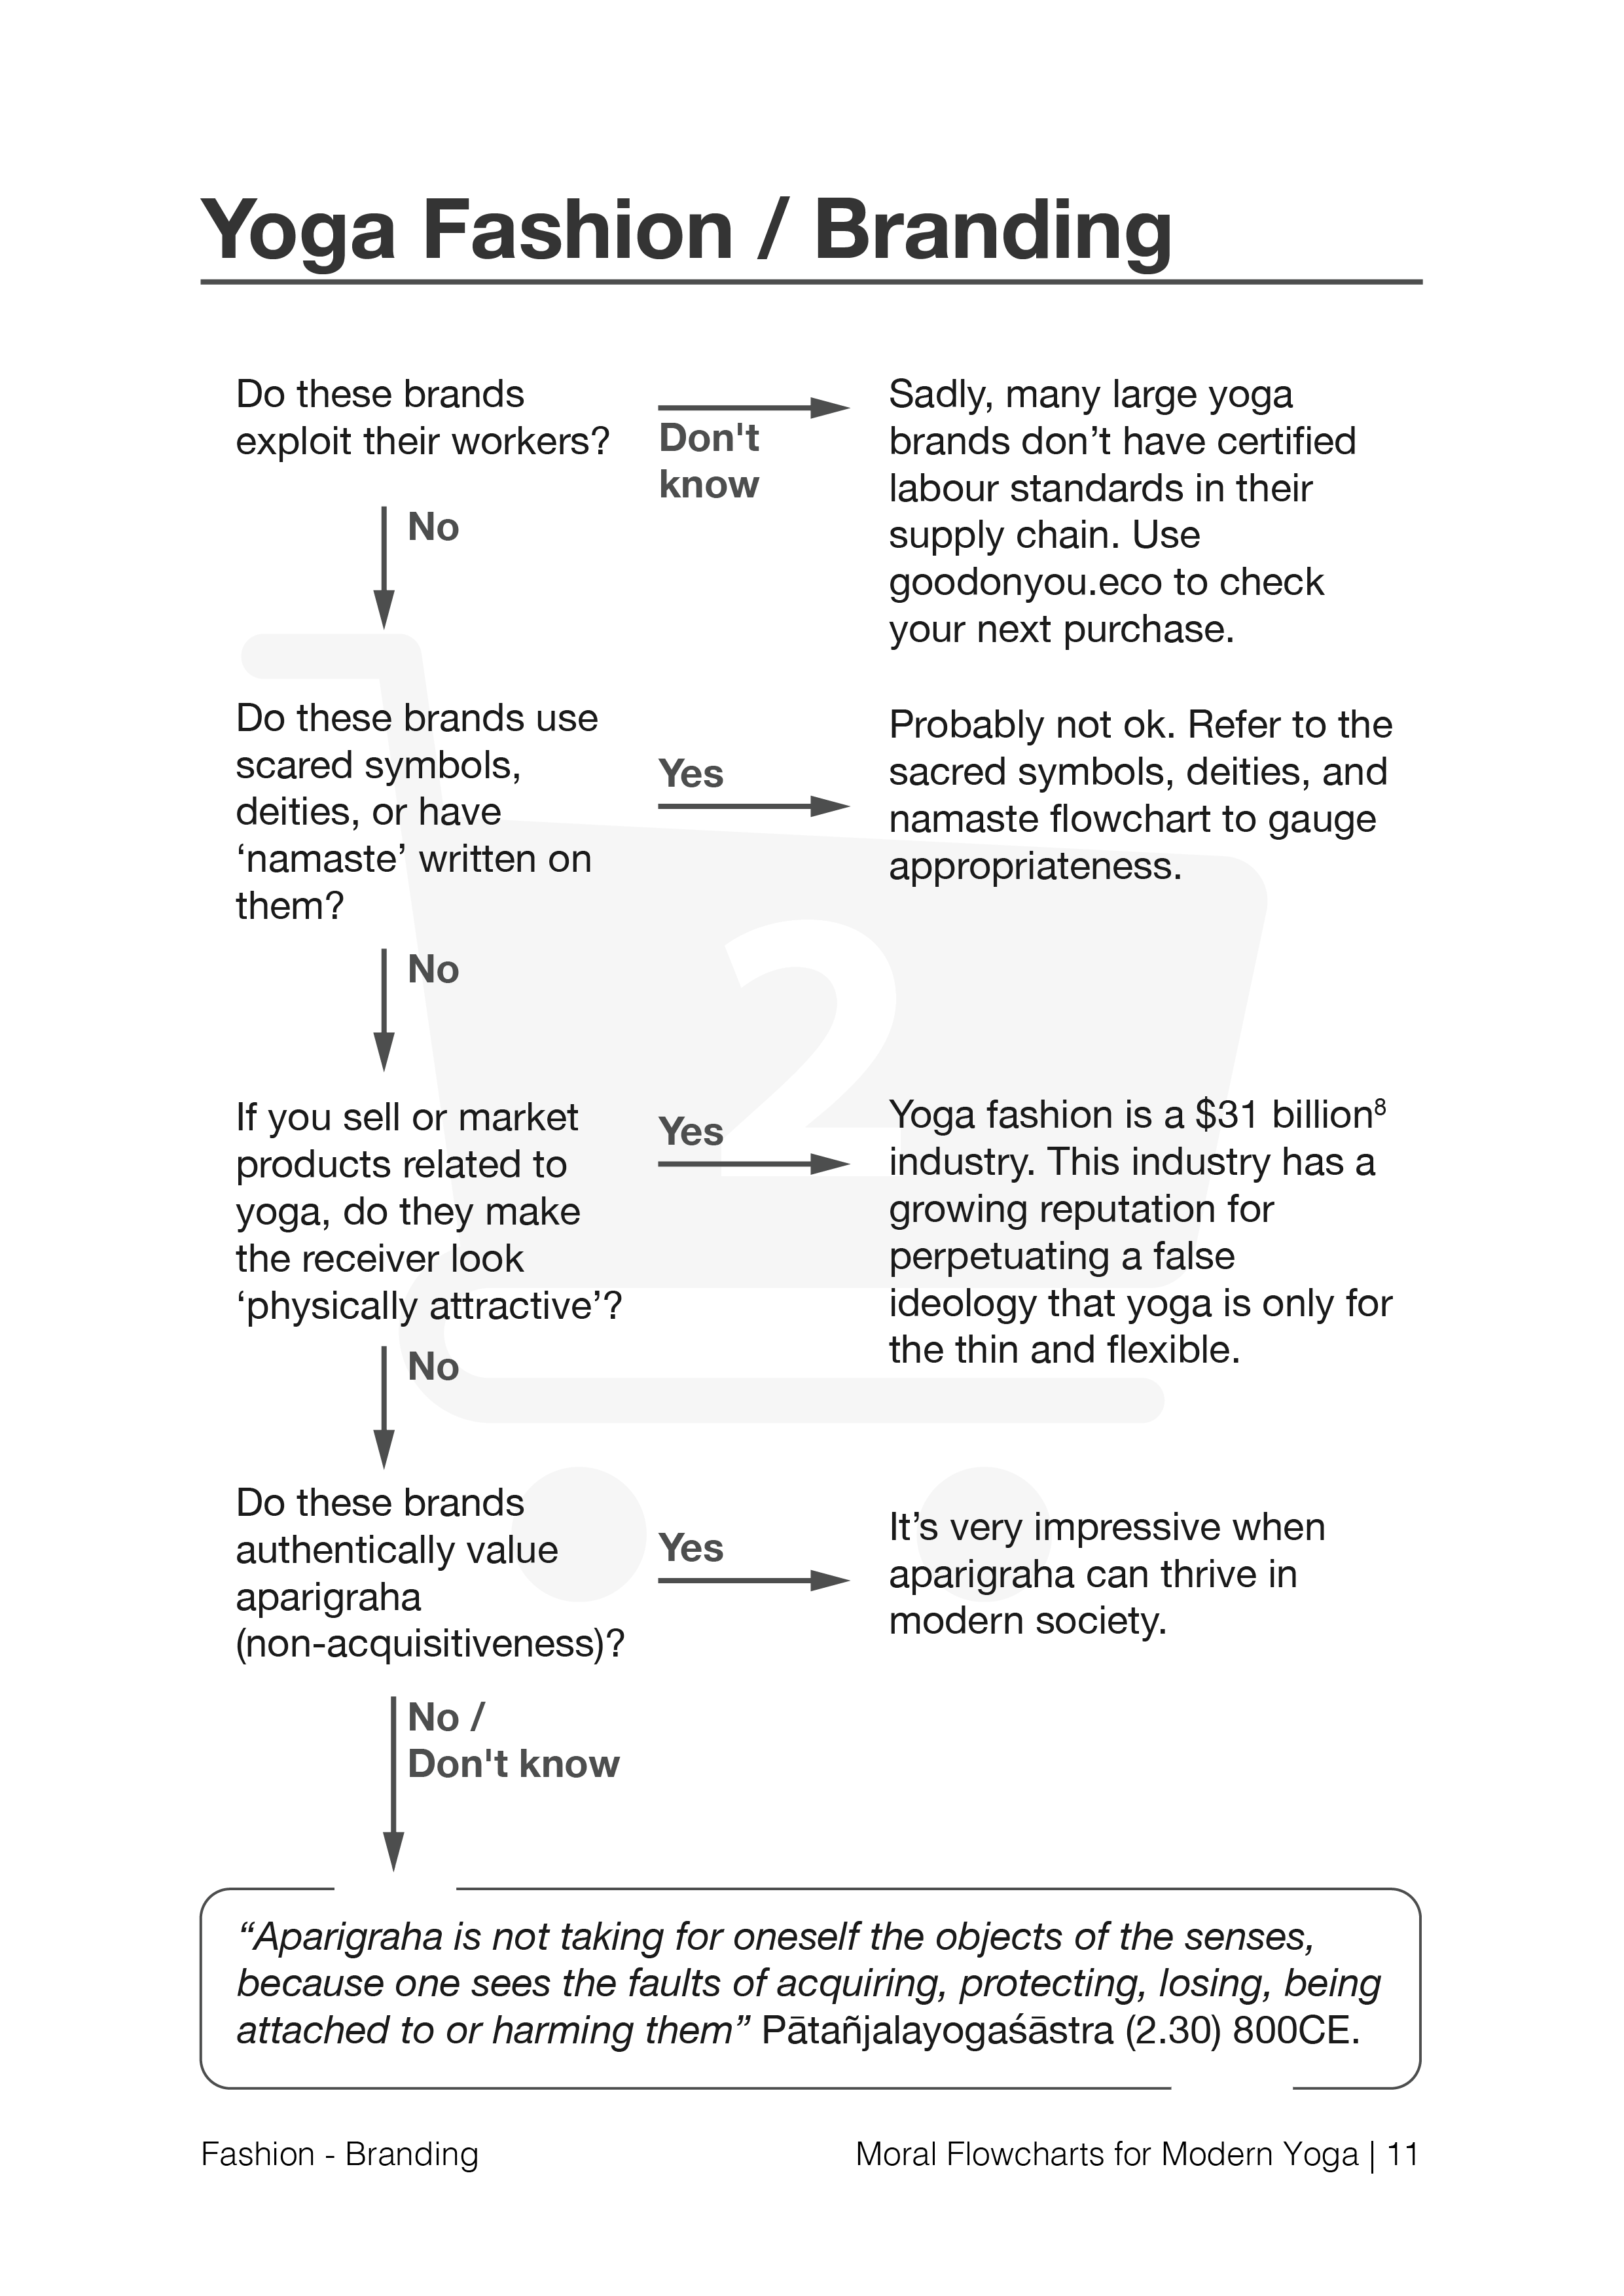 Yoga Fashion / Branding
Do these brands
exploit their workers?
Don't
know
Sadly, many large yoga
brands don’t have certified
labour standards in their
supply chain. Use
goodonyou.eco to check
your next purchase.
No
Do these brands use
scared symbols,
deities, or have
‘namaste’ written on
them?
Yes
Probably not ok. Refer to the
sacred symbols, deities, and
namaste flowchart to gauge
appropriateness.
No
2
If you sell or market
products related to
yoga, do they make
the receiver look
‘physically attractive’?
Yes
Yoga fashion is a $31 billion⁸
industry. This industry has a
growing reputation for
perpetuating a false
ideology that yoga is only for
the thin and flexible.
No
Do these brands
authentically value
aparigraha
(non-acquisitiveness)?
Yes
It’s very impressive when
aparigraha can thrive in
modern society.
No /
Don't know
“Aparigraha is not taking for oneself the objects of the senses,
because one sees the faults of acquiring, protecting, losing, being
attached to or harming them” Pātañjalayogaśāstra (2.30) 800CE.
Fashion - Branding
Moral Flowcharts for Modern Yoga | 11